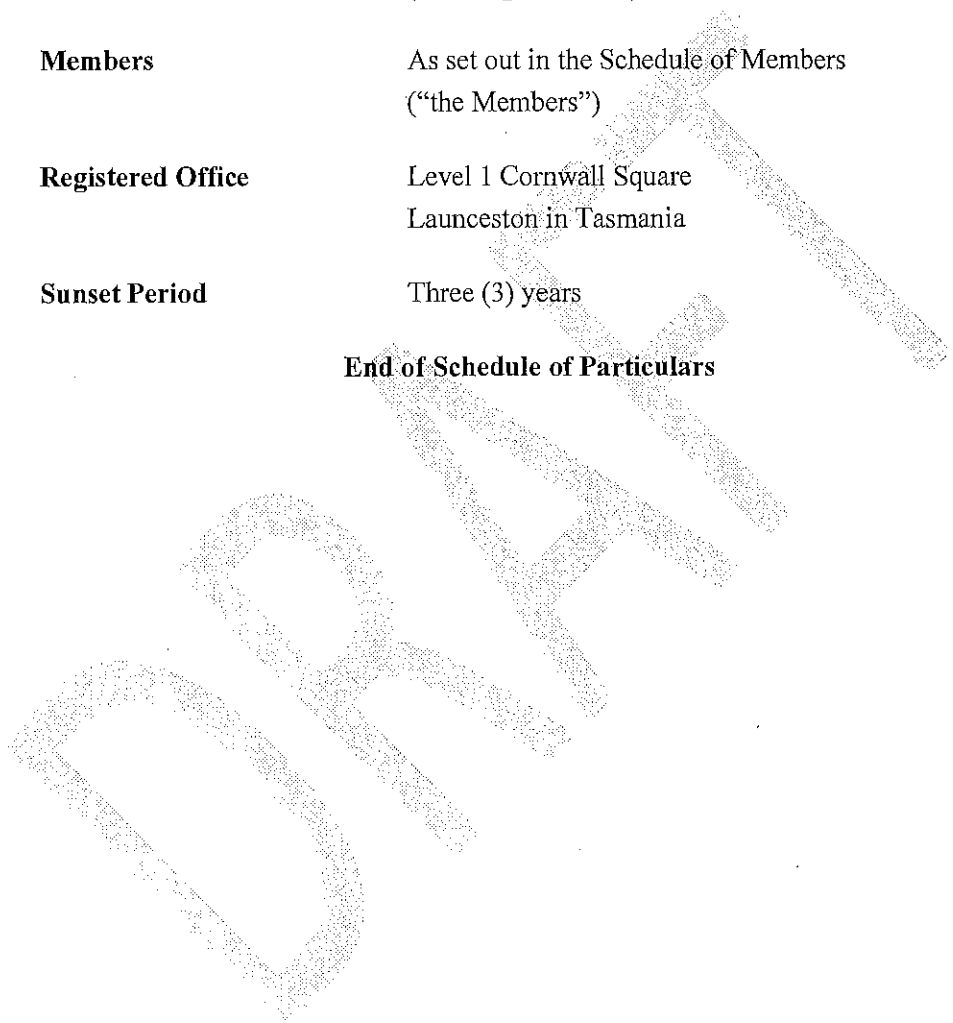 Members As set out in the Schedule of Members
("the Members")
Registered Office Level 1 Cornwall Square
Launceston in Tasmania
Sunset Period Three (3) years
End of Schedule of Particulars
DRAFT